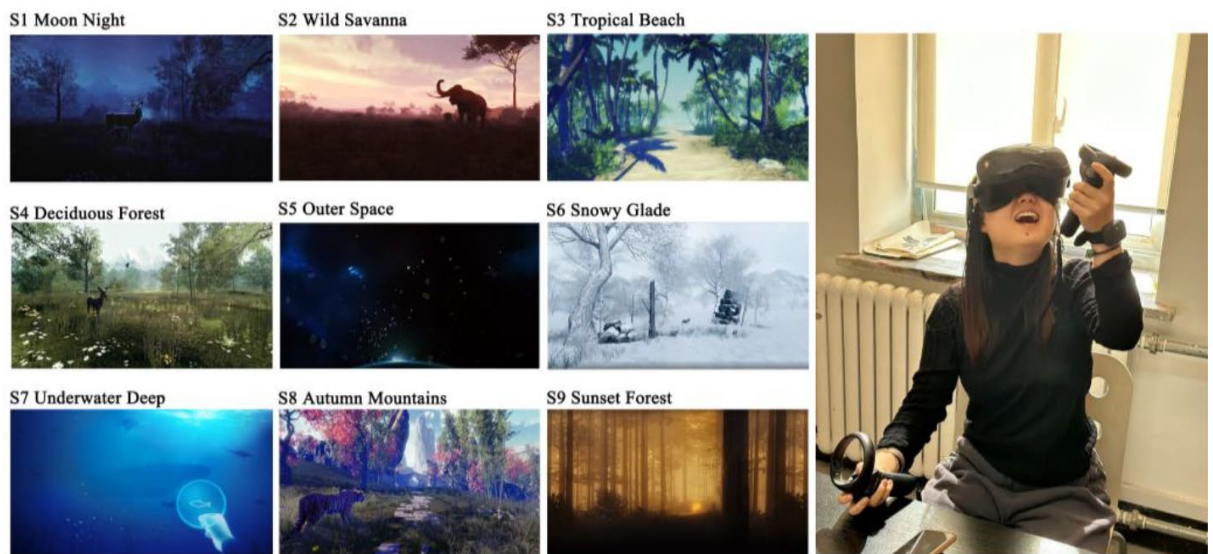 S1 Moon Night
S2 Wild Savanna
S3 Tropical Beach
S4 Deciduous Forest
S5 Outer Space
S6 Snowy Glade
S7 Underwater Deep
S8 Autumn Mountains
S9 Sunset Forest